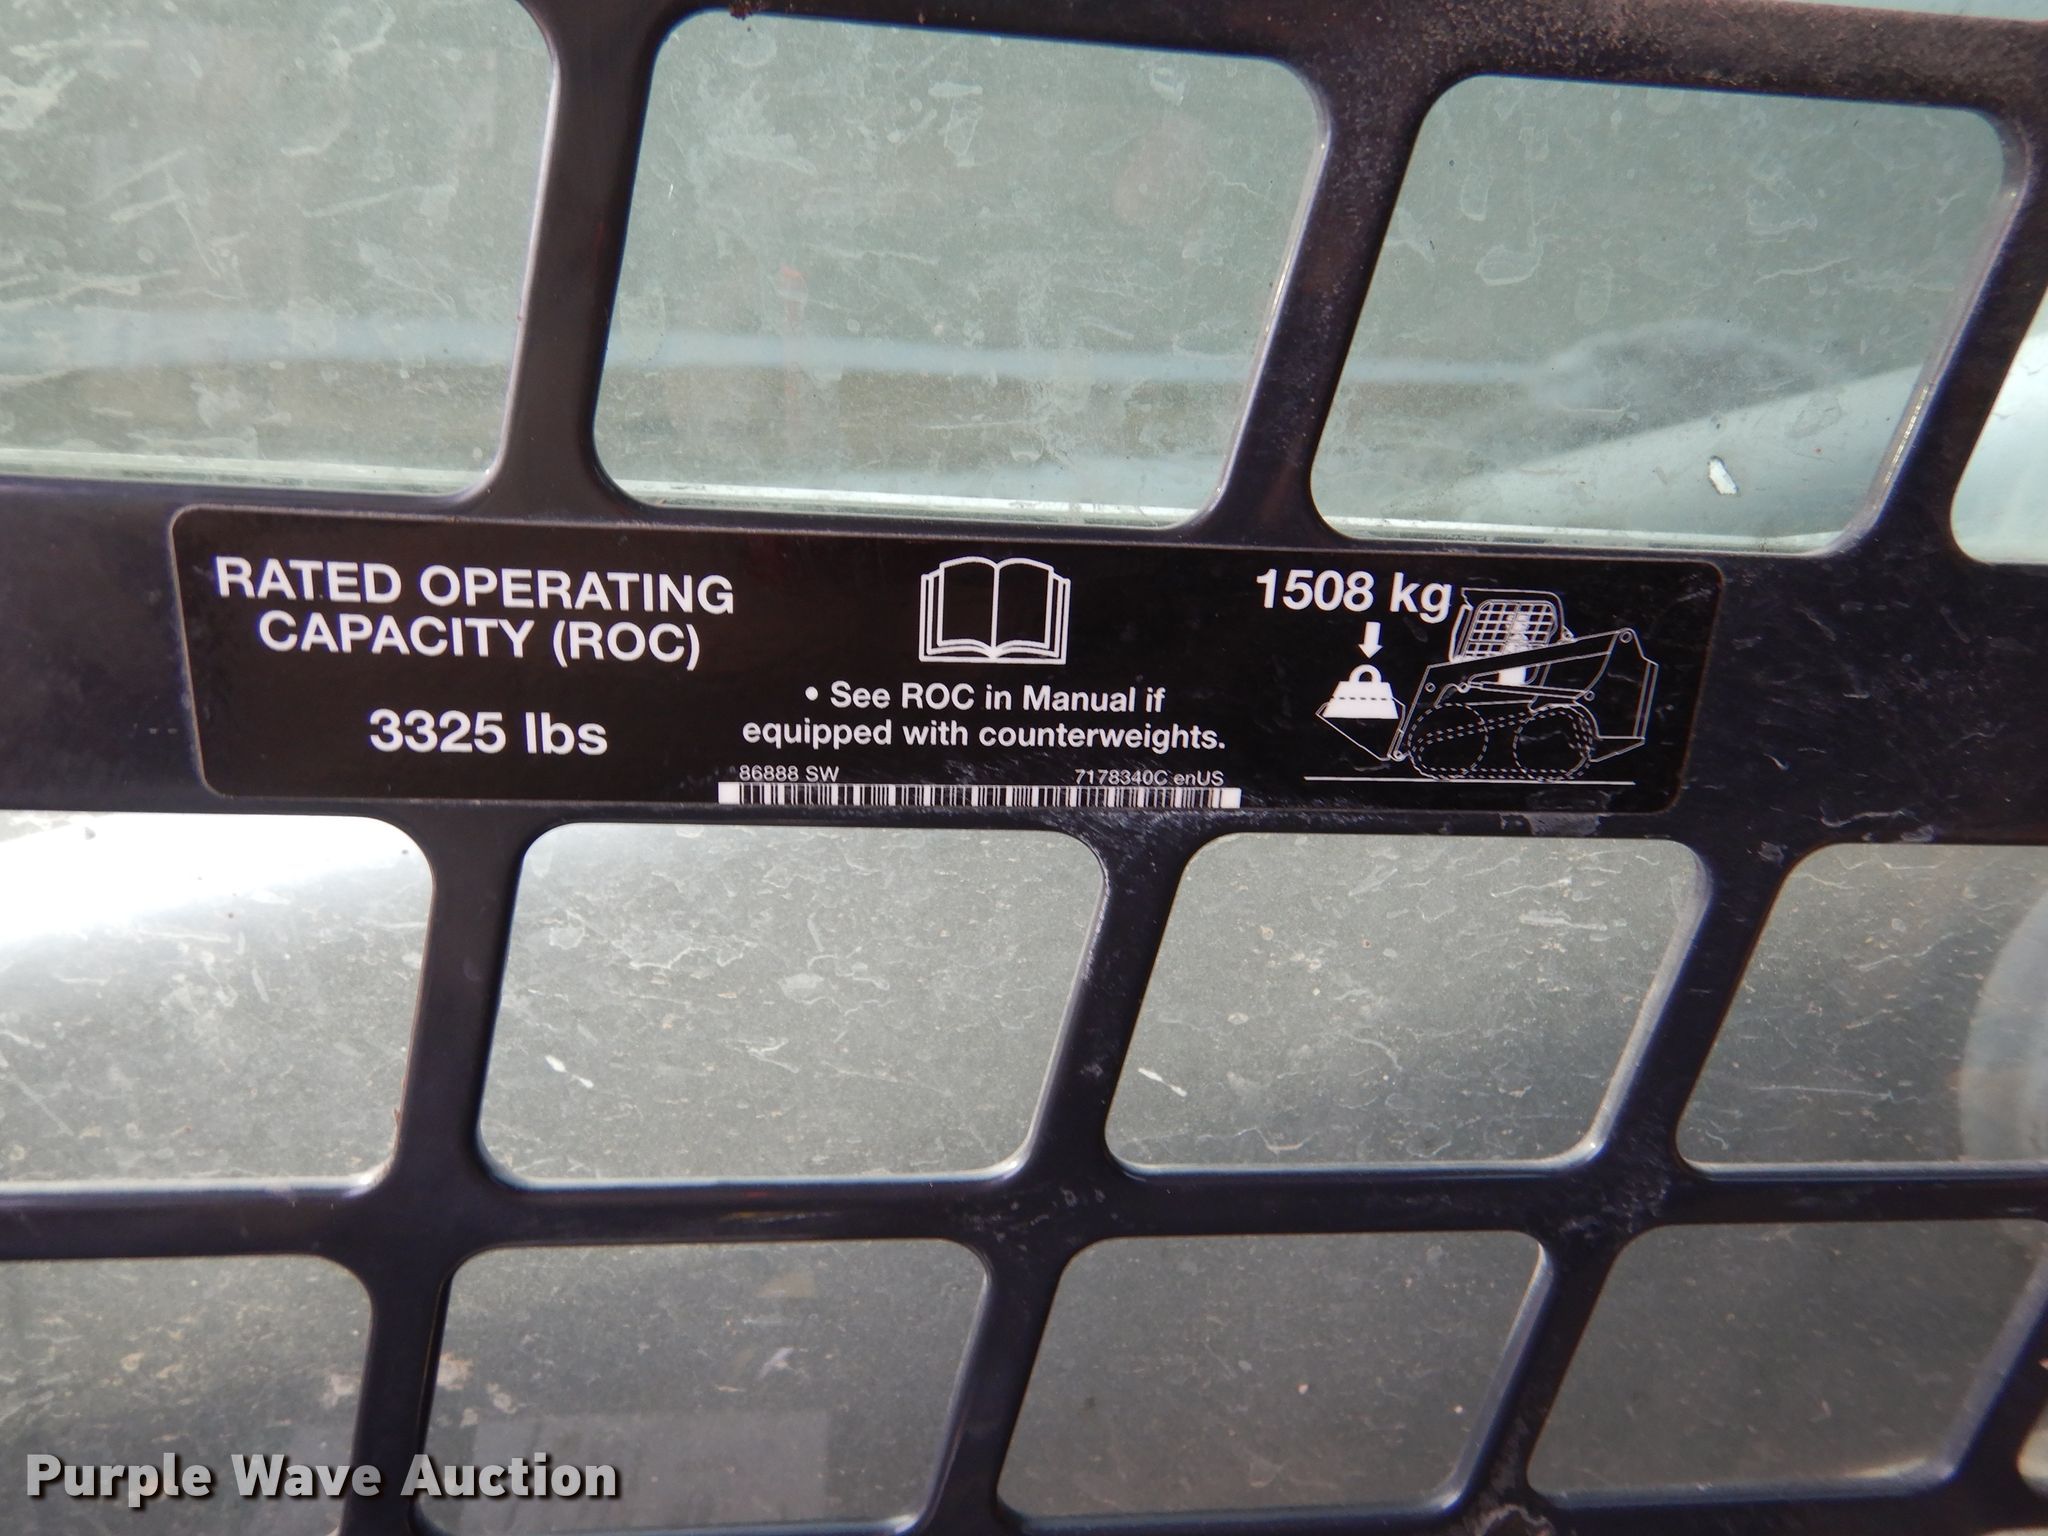 RATED OPERATING
CAPACITY (ROC)
3325 lbs
• See ROC in Manual if
equipped with counterweights.
86888 SW
7178340C enUS
1508 kg
Purple Wave Auction